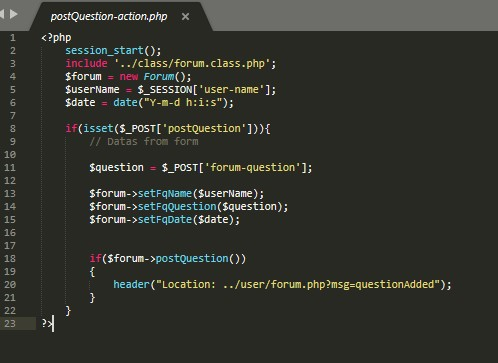 postQuestion-action.php ×
1 <?php
2 session_start();
3 include '../class/forum.class.php';
4 $forum = new Forum();
5 $userName = $_SESSION['user-name'];
6 $date = date("Y-m-d h:i:s");
7
8 if(isset($_POST['postQuestion'])){
9 // Datas from form
10
11 $question = $_POST['forum-question'];
12
13 $forum->setFqName($userName);
14 $forum->setFqQuestion($question);
15 $forum->setFqDate($date);
16
17
18 if($forum->postQuestion())
19 {
20 header("Location: ../user/forum.php?msg=questionAdded");
21 }
22 }
23 ?>